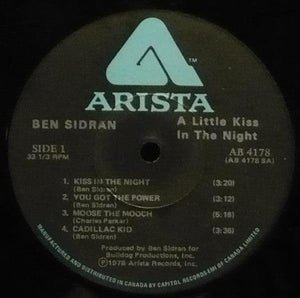 ARISTA
TM
BEN SIDRAN
A Little Kiss
In The Night
SIDE 1
33 1/3 RPM
AB 4178
(AB 4178 SA)
1. KISS IN THE NIGHT (3:20)
(Ben Sidran)
2. YOU GOT THE POWER (3:12)
(Ben Sidran)
3. MOOSE THE MOOCH (5:16)
(Charles Parker)
4. CADILLAC KID (3:36)
(Ben Sidran)
Produced by Ben Sidran for
Bulldog Productions, Inc.
Ⓟ1978 Arista Records, Inc.
MANUFACTURED AND DISTRIBUTED IN CANADA BY CAPITOL RECORDS-EMI OF CANADA LIMITED.